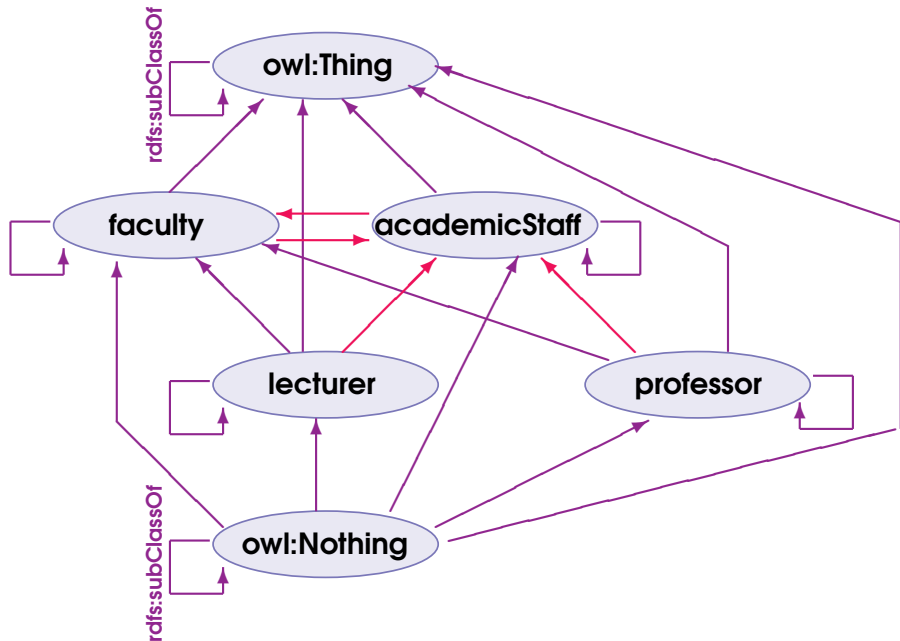 rdfs:subClassOf
owl:Thing
faculty
academicStaff
lecturer
professor
rdfs:subClassOf
owl:Nothing